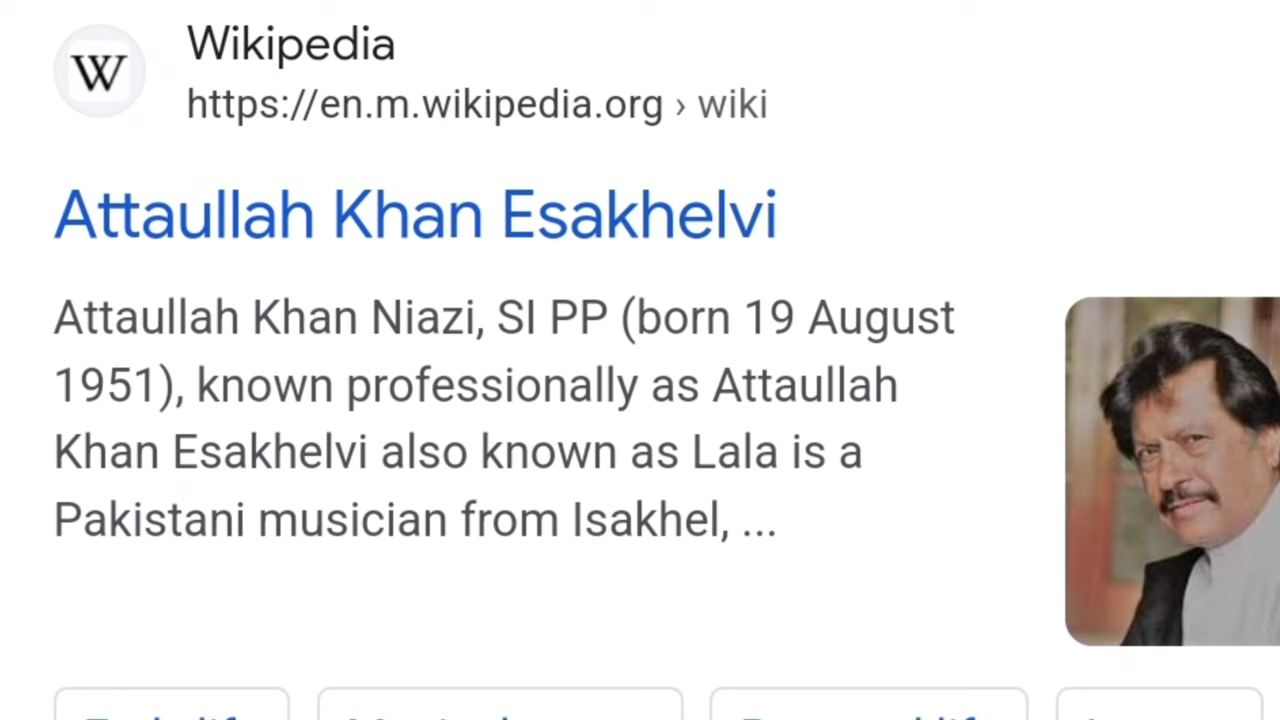 W
Wikipedia
https://en.m.wikipedia.org › wiki
Attaullah Khan Esakhelvi
Attaullah Khan Niazi, SI PP (born 19 August
1951), known professionally as Attaullah
Khan Esakhelvi also known as Lala is a
Pakistani musician from Isakhel, ...